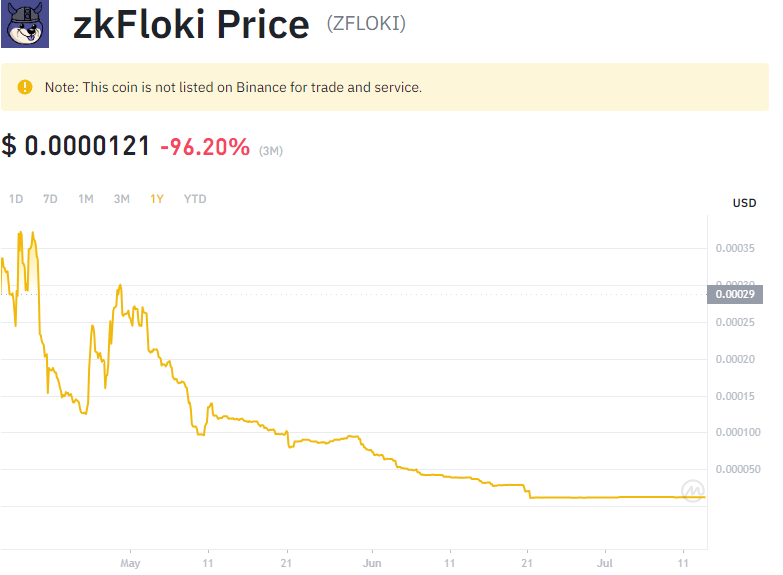 zkFloki Price (ZFLOKI)
Note: This coin is not listed on Binance for trade and service.
$ 0.0000121 -96.20% (3M)
1D 7D 1M 3M 1Y YTD
USD
0.00035
0.00029
0.00025
0.00020
0.00015
0.000100
0.000050
May 11 21 Jun 11 21 Jul 11